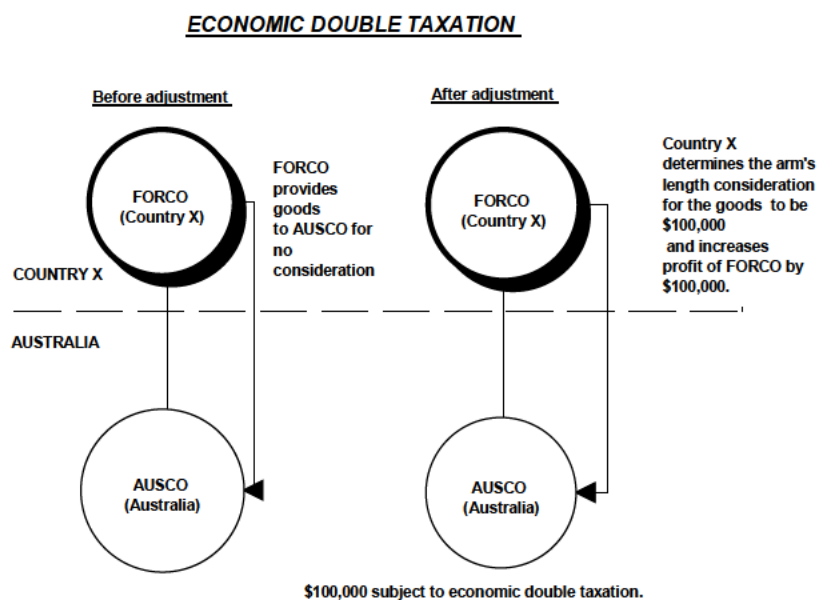 ECONOMIC DOUBLE TAXATION
Before adjustment
FORCO
(Country X)
FORCO
provides
goods
to AUSCO for
no
consideration
After adjustment
FORCO
(Country X)
Country X
determines the arm's
length consideration
for the goods to be
$100,000
and increases
profit of FORCO by
$100,000.
COUNTRY X
AUSTRALIA
AUSCO
(Australia)
AUSCO
(Australia)
$100,000 subject to economic double taxation.